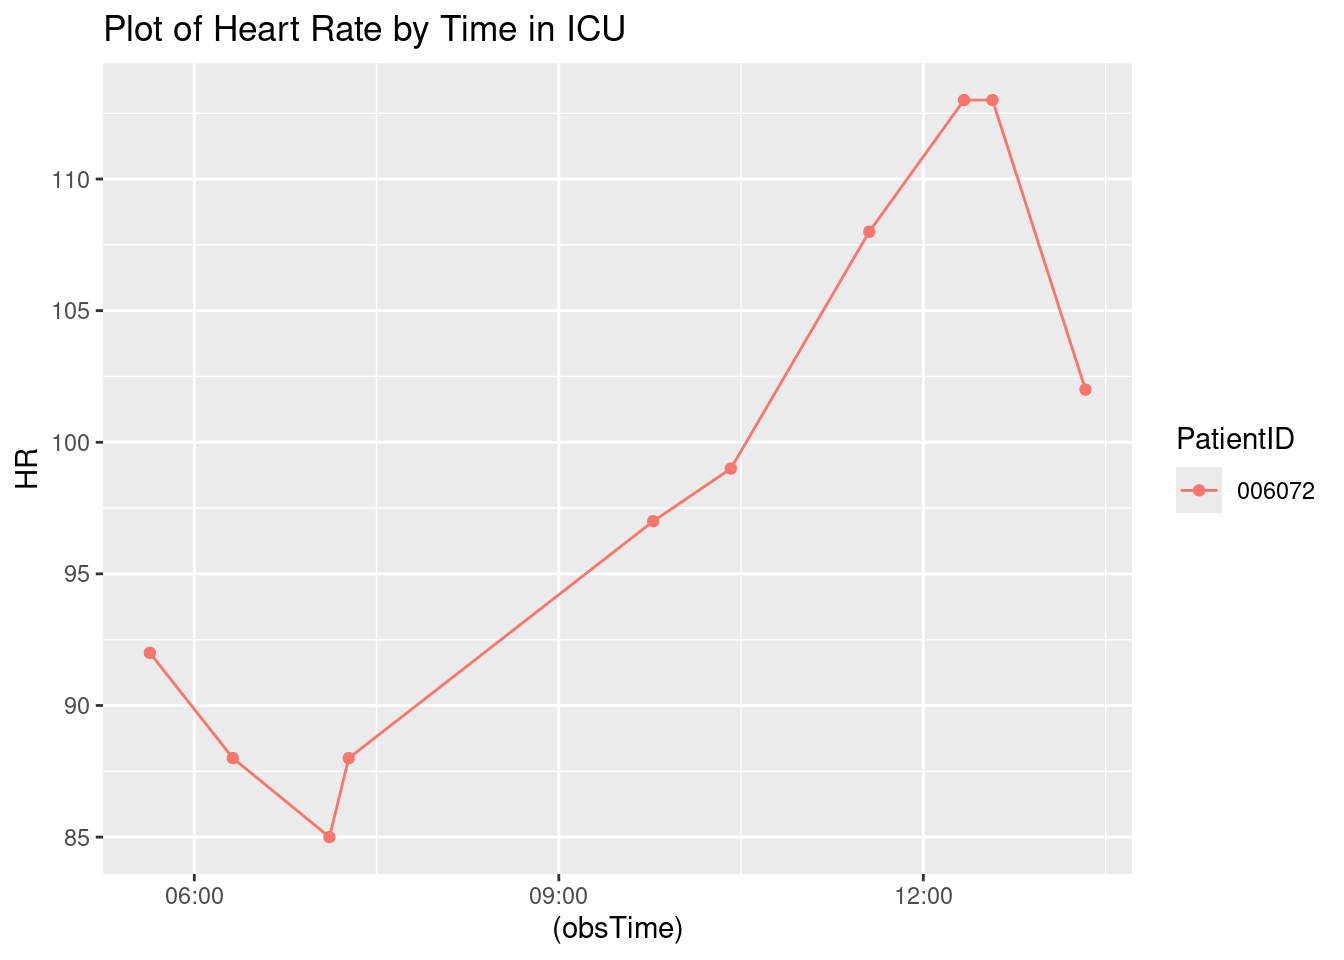 Plot of Heart Rate by Time in ICU
110
105
100
95
90
85
HR
06:00 09:00 12:00
(obsTime)
PatientID
006072